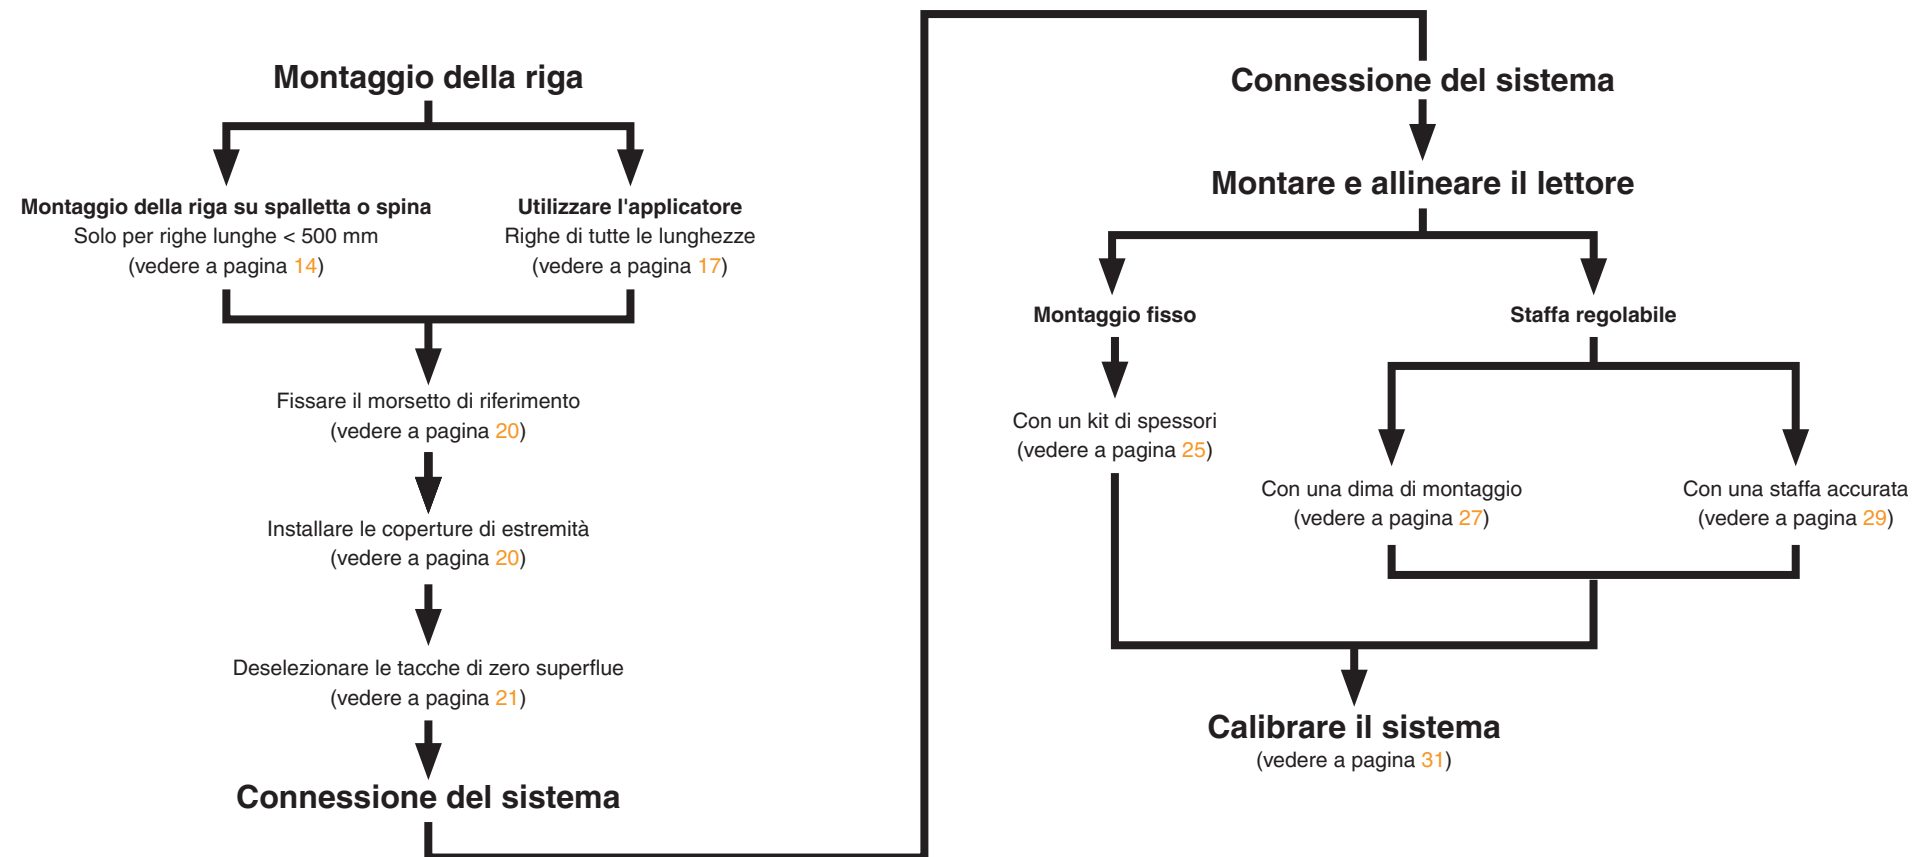 Montaggio della riga
Montaggio della riga su spalletta o spina
Solo per righe lunghe < 500 mm
(vedere a pagina 14)
Utilizzare l'applicatore
Righe di tutte le lunghezze
(vedere a pagina 17)
Fissare il morsetto di riferimento
(vedere a pagina 20)
Installare le coperture di estremità
(vedere a pagina 20)
Deselezionare le tacche di zero superflue
(vedere a pagina 21)
Connessione del sistema
Connessione del sistema
Montare e allineare il lettore
Montaggio fisso
Con un kit di spessori
(vedere a pagina 25)
Staffa regolabile
Con una dima di montaggio
(vedere a pagina 27)
Con una staffa accurata
(vedere a pagina 29)
Calibrare il sistema
(vedere a pagina 31)